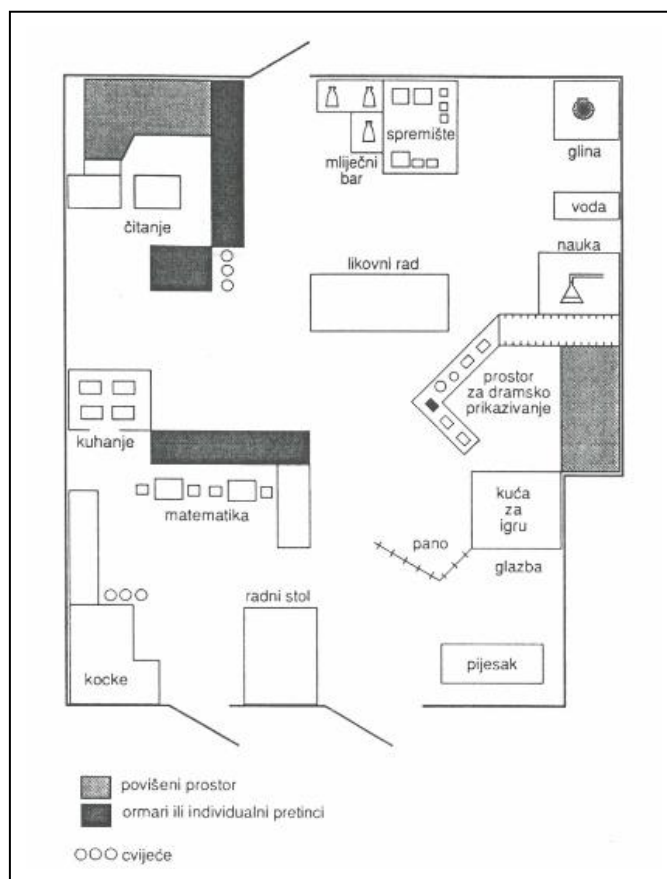 mliječni
bar
spremište
glina
čitanje
voda
nauka
likovni rad
prostor
za dramsko
prikazivanje
kuhanje
matematika
kuća
za
igru
pano
glazba
radni stol
kocke
pijesak
povišeni prostor
ormari ili individualni pretinci
cvijeće